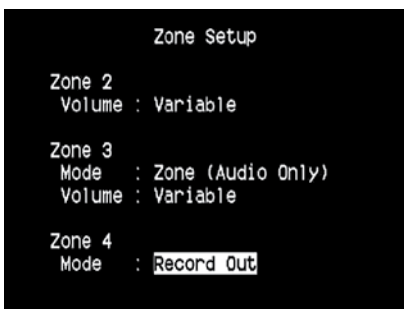 Zone Setup
Zone 2
Volume : Variable
Zone 3
Mode : Zone (Audio Only)
Volume : Variable
Zone 4
Mode : Record Out